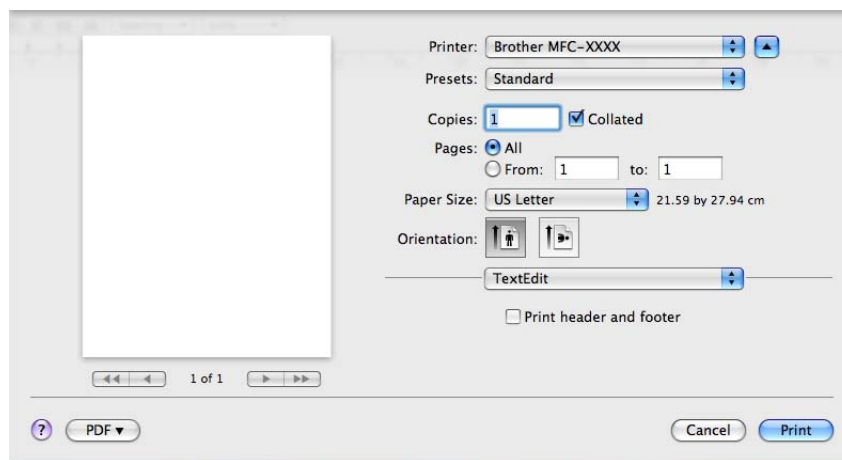 Printer: Brother MFC-XXXX
Presets: Standard
Copies: 1 Collated
Pages: All
From: 1 to: 1
Paper Size: US Letter 21.59 by 27.94 cm
Orientation:
TextEdit
Print header and footer
1 of 1
? PDF ▼ Cancel Print